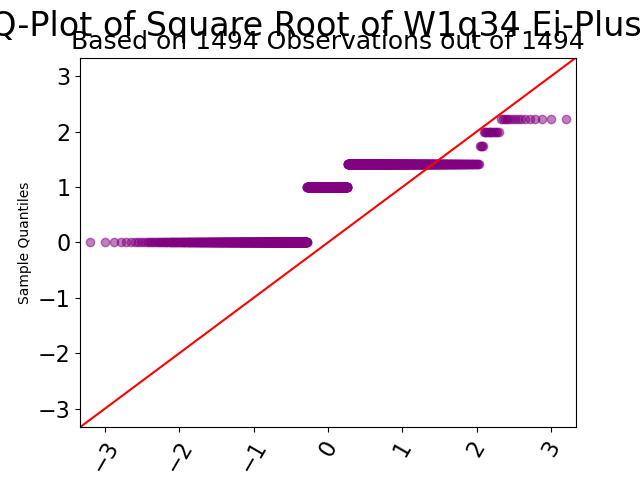 Q-Plot of Square Root of W1q34 Ei-Plus
Based on 1494 Observations out of 1494
3
2
1
0
−1
−2
−3
Sample Quantiles
−3 −2 −1 0 1 2 3